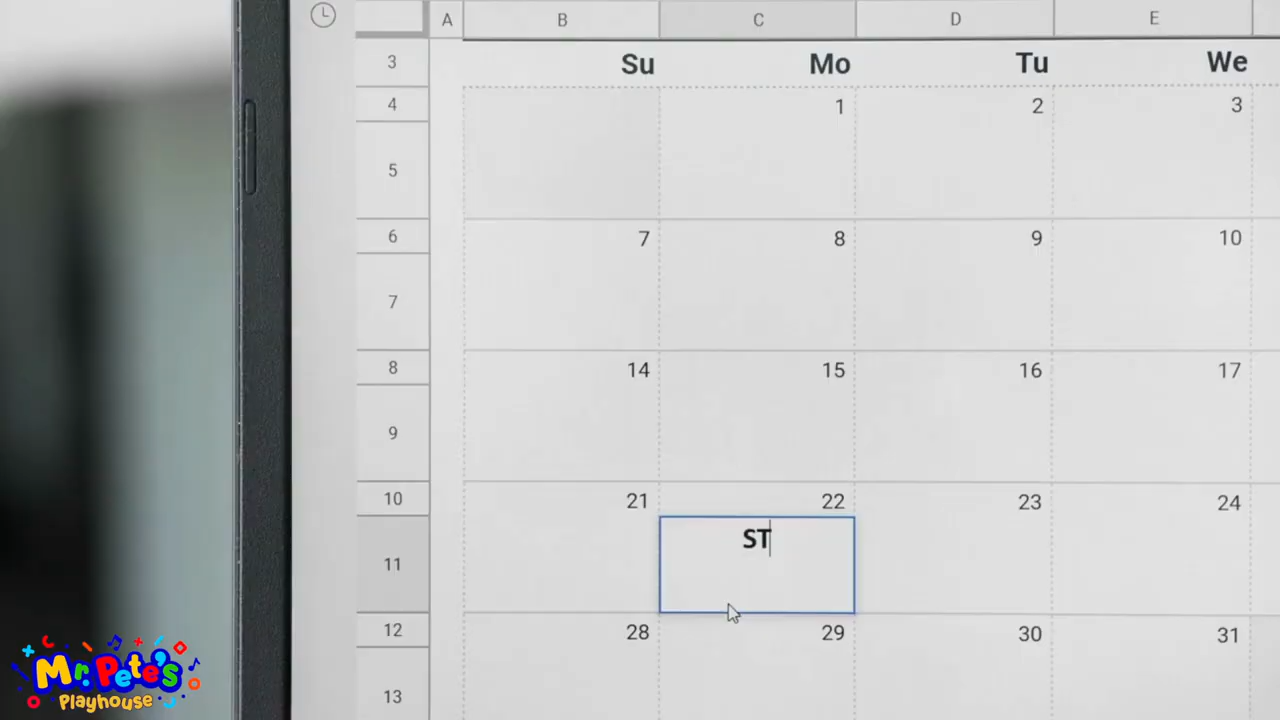 A B C D E
3 Su Mo Tu We
4 1 2 3
5
6 7 8 9 10
7
8 14 15 16 17
9
10 21 22 23 24
11 ST
12 28 29 30 31
13
Mr. Pete's
Playhouse